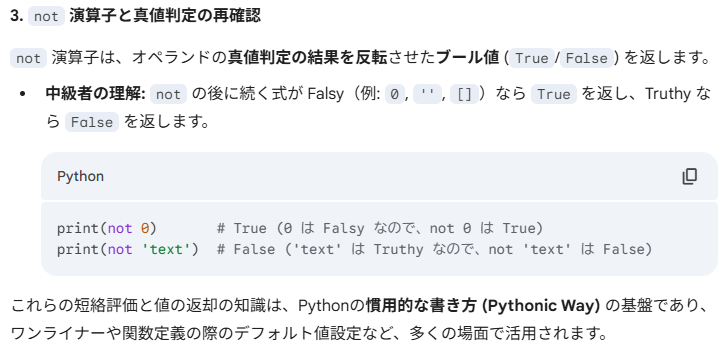 3. not 演算子と真値判定の再確認
not 演算子は、オペランドの真値判定の結果を反転させたブール値 (True/False) を返します。
• 中級者の理解: not の後に続く式が Falsy（例: 0, '', []）なら True を返し、Truthy な
ら False を返します。
Python
print(not 0)       # True (0 は Falsy なので、not 0 は True)
print(not 'text')  # False ('text' は Truthy なので、not 'text' は False)
これらの短絡評価と値の返却の知識は、Pythonの慣用的な書き方 (Pythonic Way) の基盤であり、
ワンライナーや関数定義の際のデフォルト値設定など、多くの場面で活用されます。